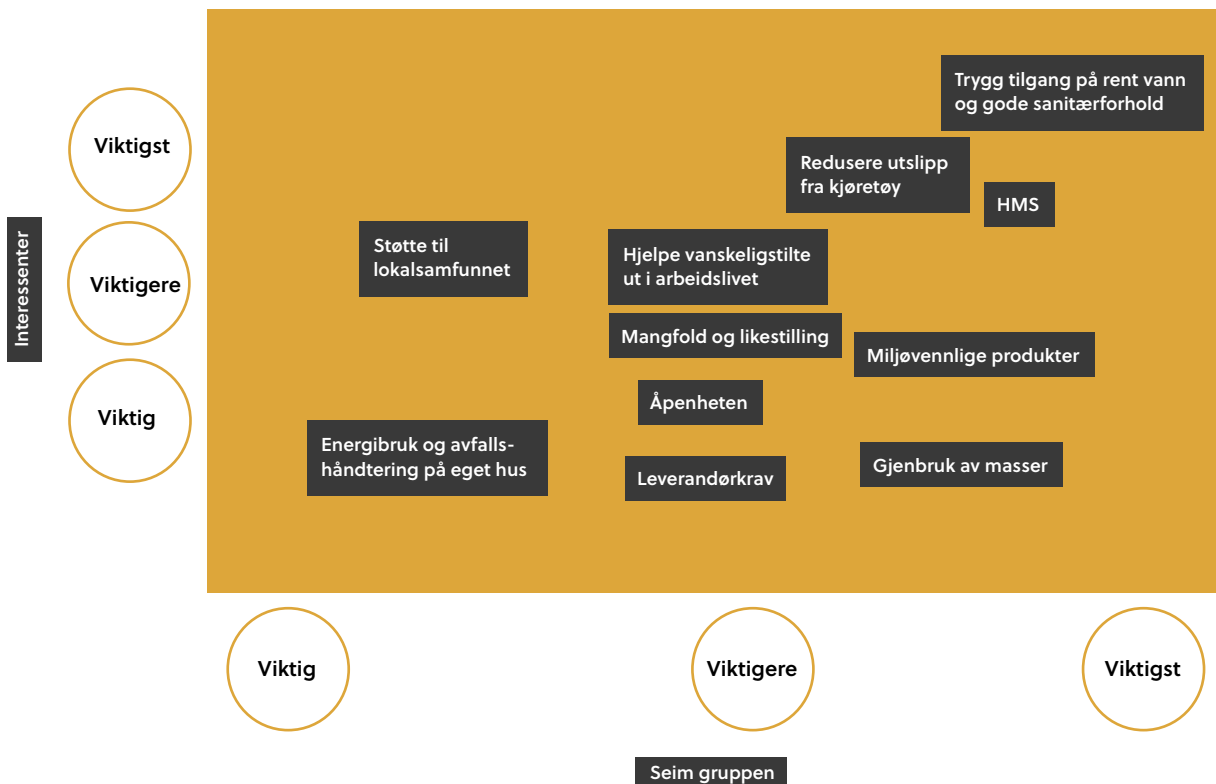 Trygg tilgang på rent vann
og gode sanitærforhold
Viktigst
Redusere utslipp
fra kjøretøy
HMS
Støtte til
lokalsamfunnet
Hjelpe vanskeligstilte
ut i arbeidslivet
Interessenter
Viktigere
Mangfold og likestilling
Miljøvennlige produkter
Åpenheten
Viktig
Energibruk og avfalls-
håndtering på eget hus
Leverandørkrav
Gjenbruk av masser
Viktig
Viktigere
Viktigst
Seim gruppen